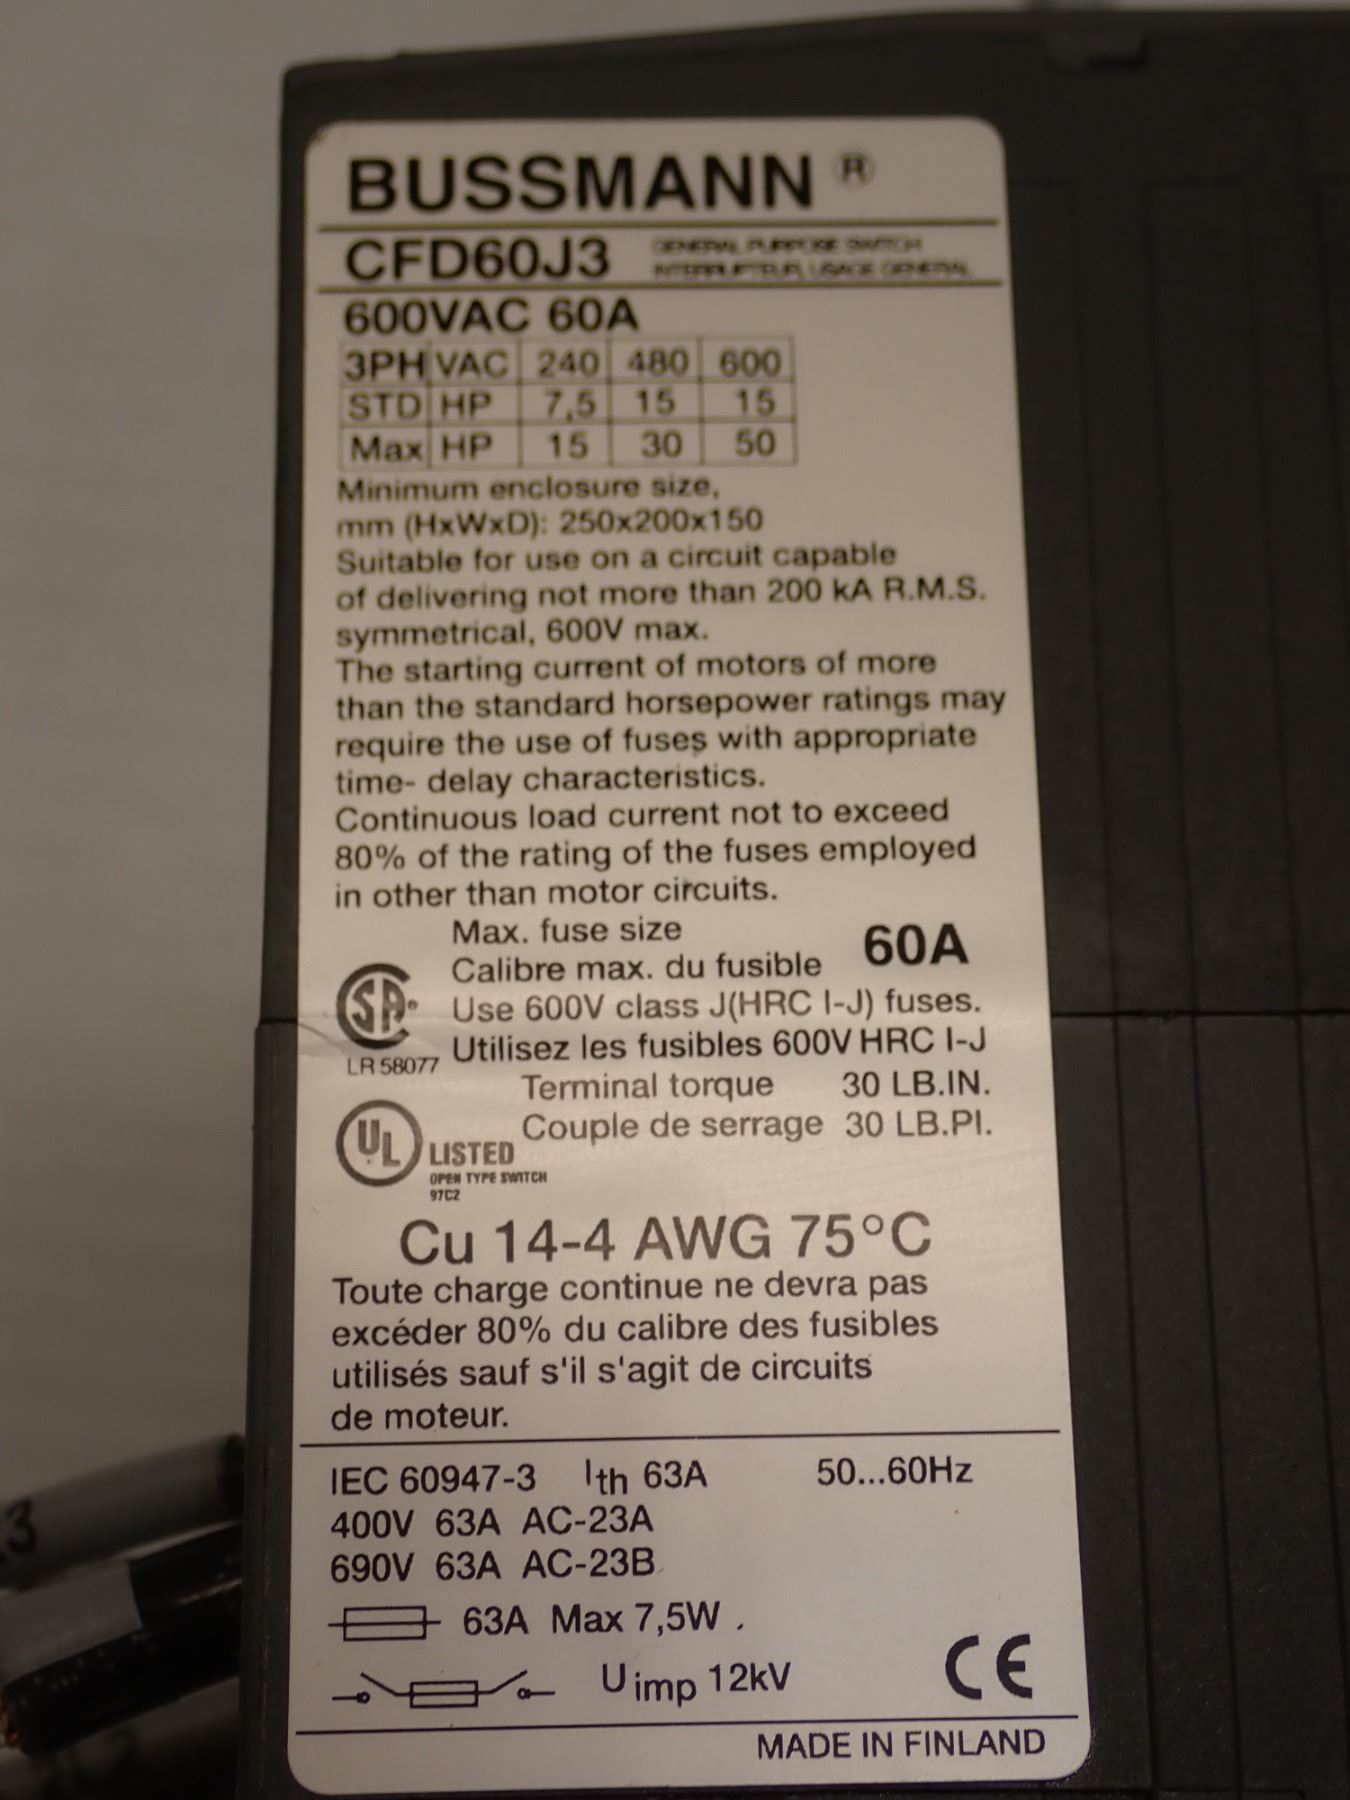 BUSSMANN ®
CFD60J3 GENERAL PURPOSE SWITCH
INTERRUPTEUR, USAGE GENERAL
600VAC 60A
3PH VAC 240 480 600
STD HP 7,5 15 15
Max HP 15 30 50
Minimum enclosure size,
mm (HxWxD): 250x200x150
Suitable for use on a circuit capable
of delivering not more than 200 kA R.M.S.
symmetrical, 600V max.
The starting current of motors of more
than the standard horsepower ratings may
require the use of fuses with appropriate
time- delay characteristics.
Continuous load current not to exceed
80% of the rating of the fuses employed
in other than motor circuits.
Max. fuse size
Calibre max. du fusible 60A
Use 600V class J(HRC I-J) fuses.
Utilisez les fusibles 600V HRC I-J
SA
LR 58077
Terminal torque 30 LB.IN.
Couple de serrage 30 LB.PI.
UL LISTED
OPEN TYPE SWITCH
97C2
Cu 14-4 AWG 75°C
Toute charge continue ne devra pas
excéder 80% du calibre des fusibles
utilisés sauf s'il s'agit de circuits
de moteur.
IEC 60947-3 Ith 63A 50...60Hz
400V 63A AC-23A
690V 63A AC-23B
63A Max 7,5W .
Uimp 12kV
CE
MADE IN FINLAND